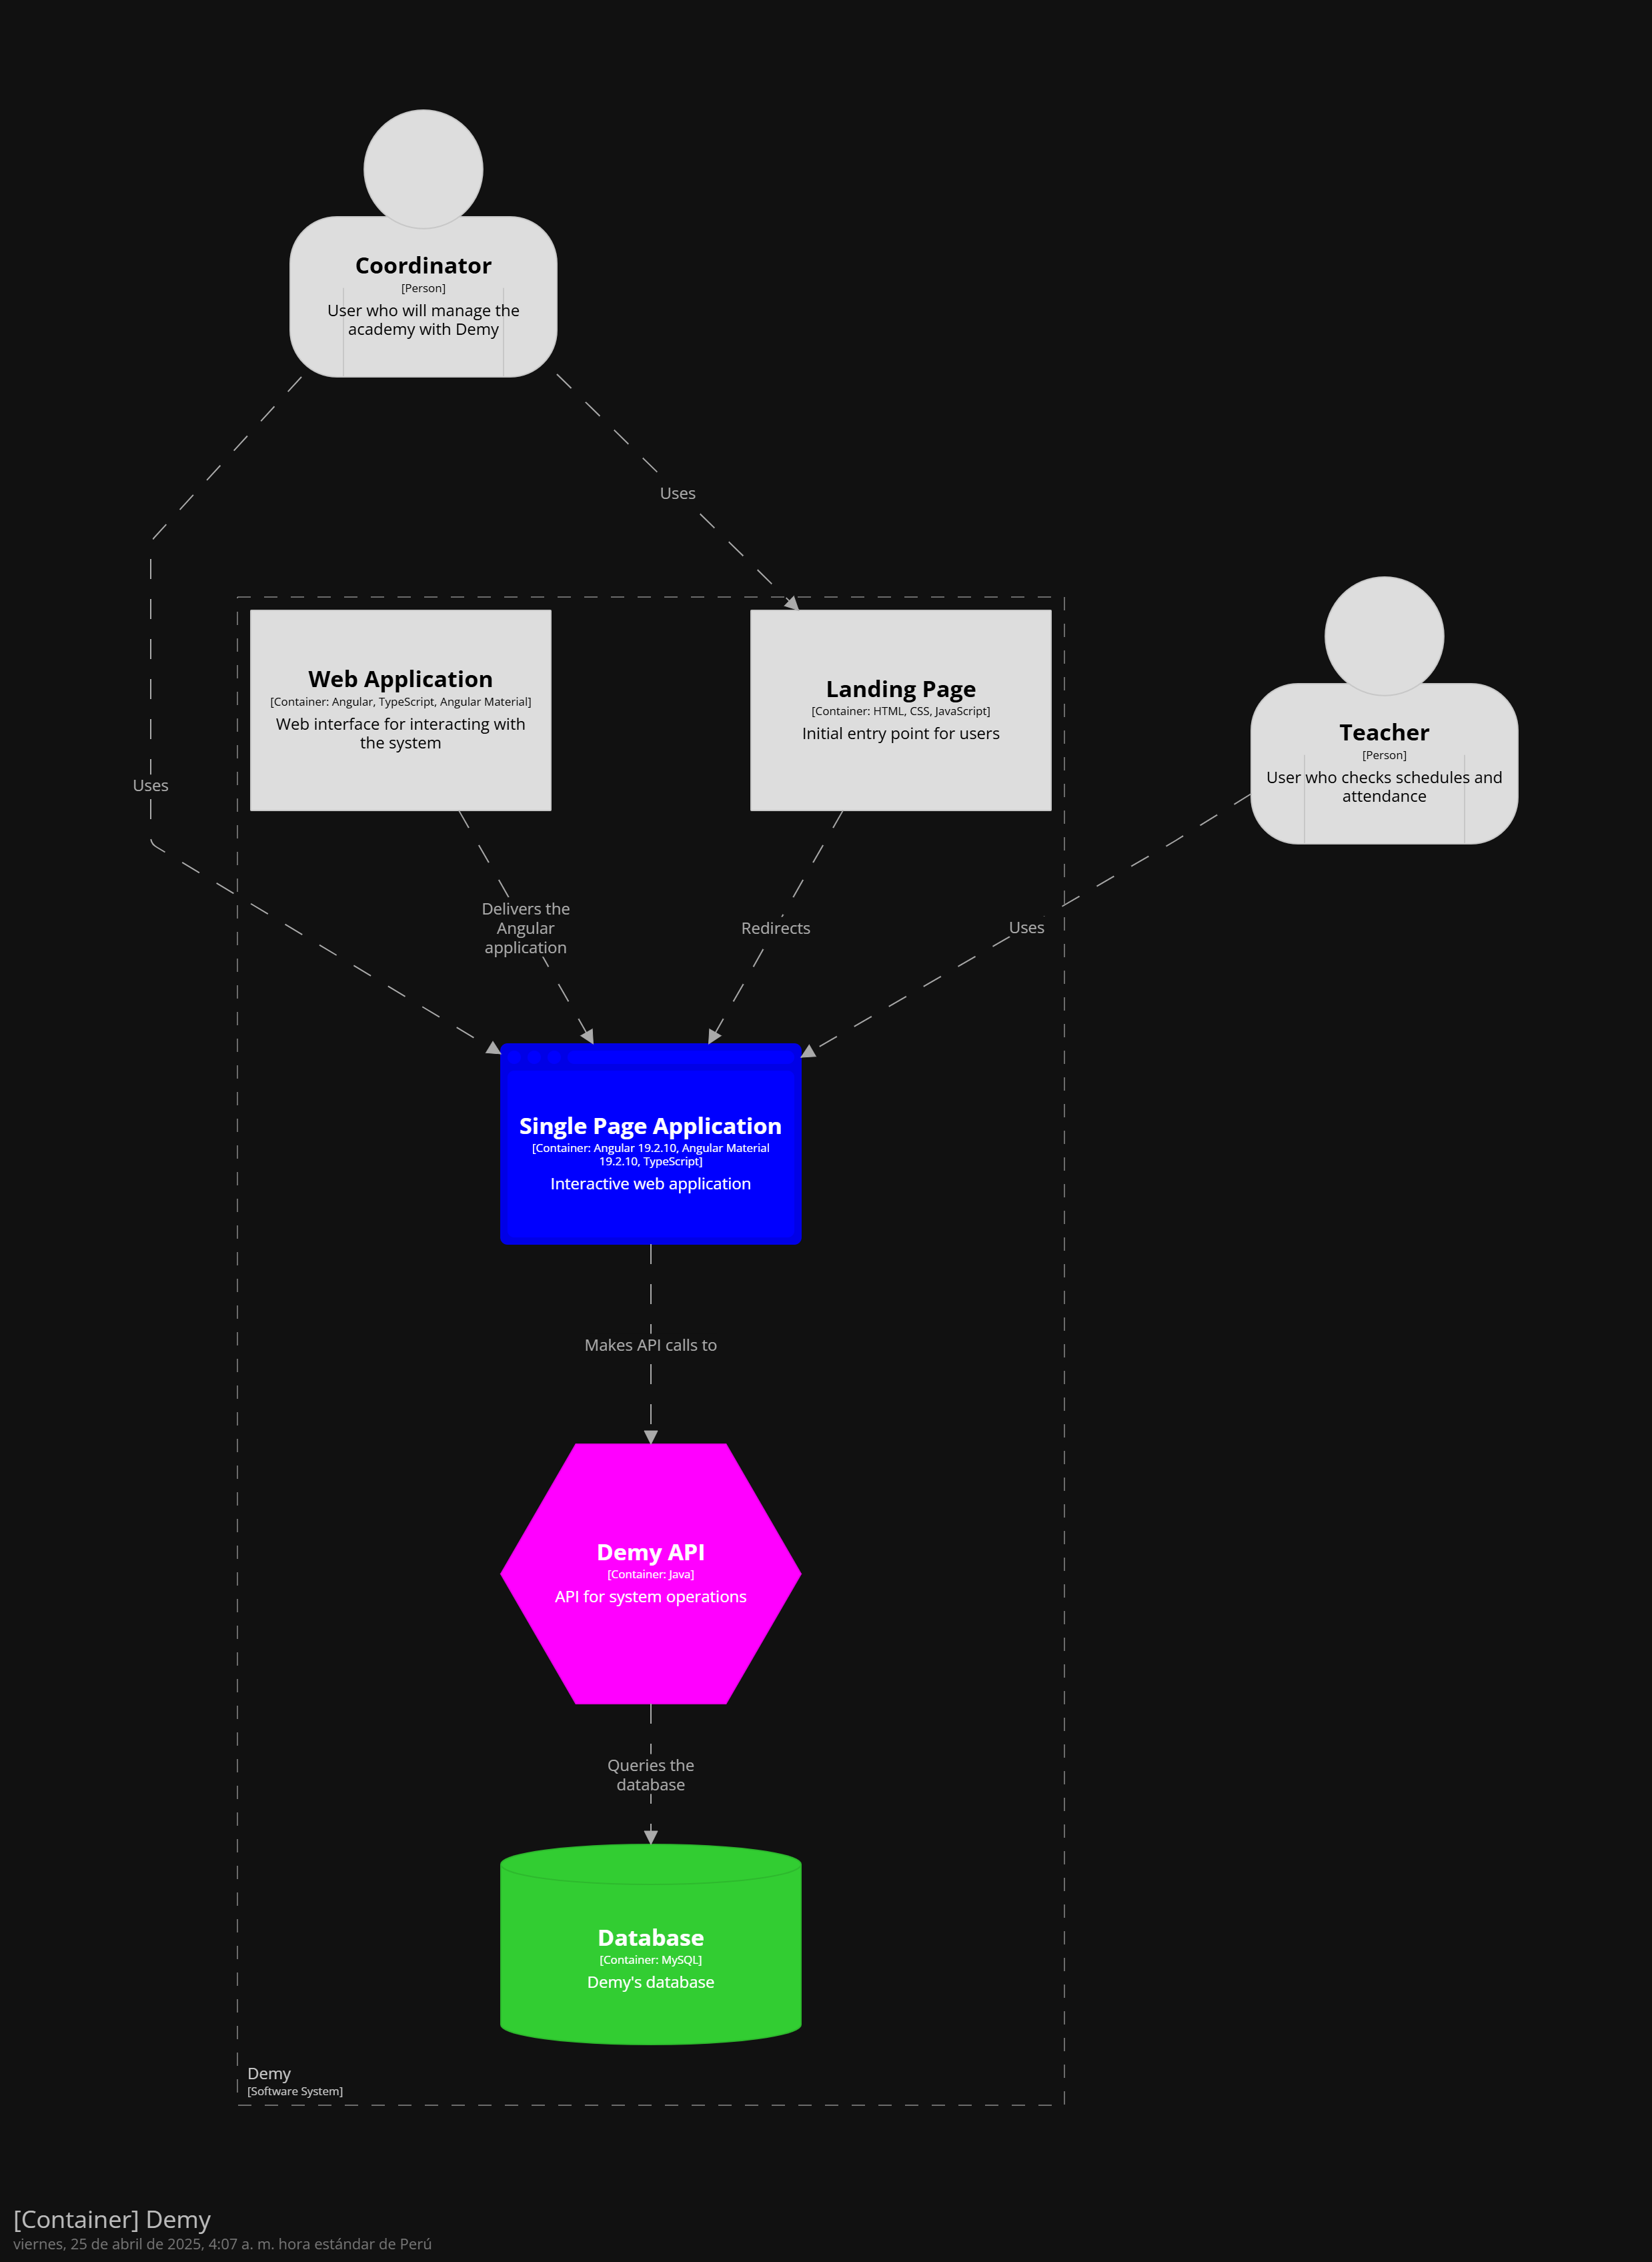 Coordinator
[Person]
User who will manage the
academy with Demy
Uses
Web Application
[Container: Angular, TypeScript, Angular Material]
Web interface for interacting with
the system
Landing Page
[Container: HTML, CSS, JavaScript]
Initial entry point for users
Teacher
[Person]
User who checks schedules and
attendance
Uses
Delivers the
Angular
application
Redirects
Uses
Single Page Application
[Container: Angular 19.2.10, Angular Material
19.2.10, TypeScript]
Interactive web application
Makes API calls to
Demy API
[Container: Java]
API for system operations
Queries the
database
Database
[Container: MySQL]
Demy's database
Demy
[Software System]
[Container] Demy
viernes, 25 de abril de 2025, 4:07 a. m. hora estándar de Perú